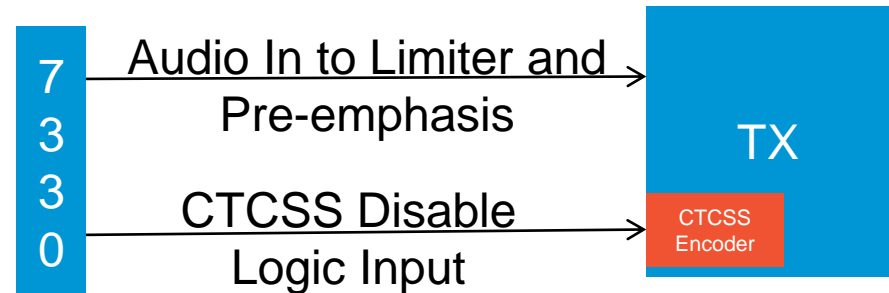 7
3
3
0
Audio In to Limiter and
Pre-emphasis
CTCSS Disable
Logic Input
TX
CTCSS
Encoder